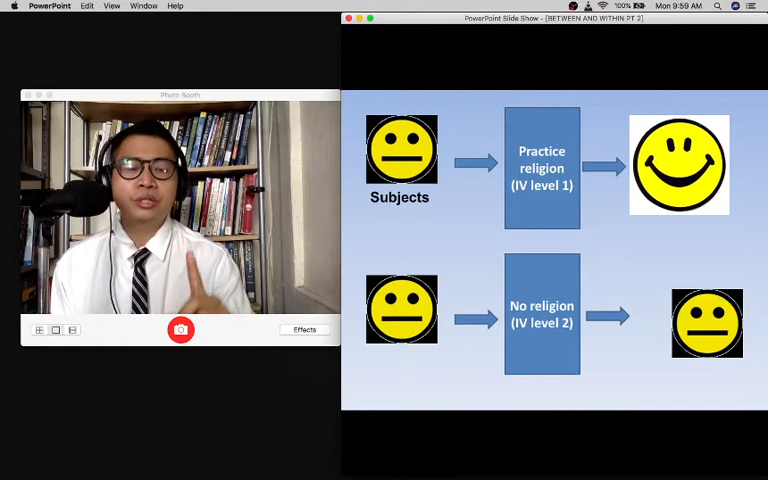 PowerPoint Edit View Window Help
100% Mon 9:59 AM
PowerPoint Slide Show - [BETWEEN AND WITHIN PT 2]
Photo Booth
Practice
religion
(IV level 1)
Subjects
No religion
(IV level 2)
Effects